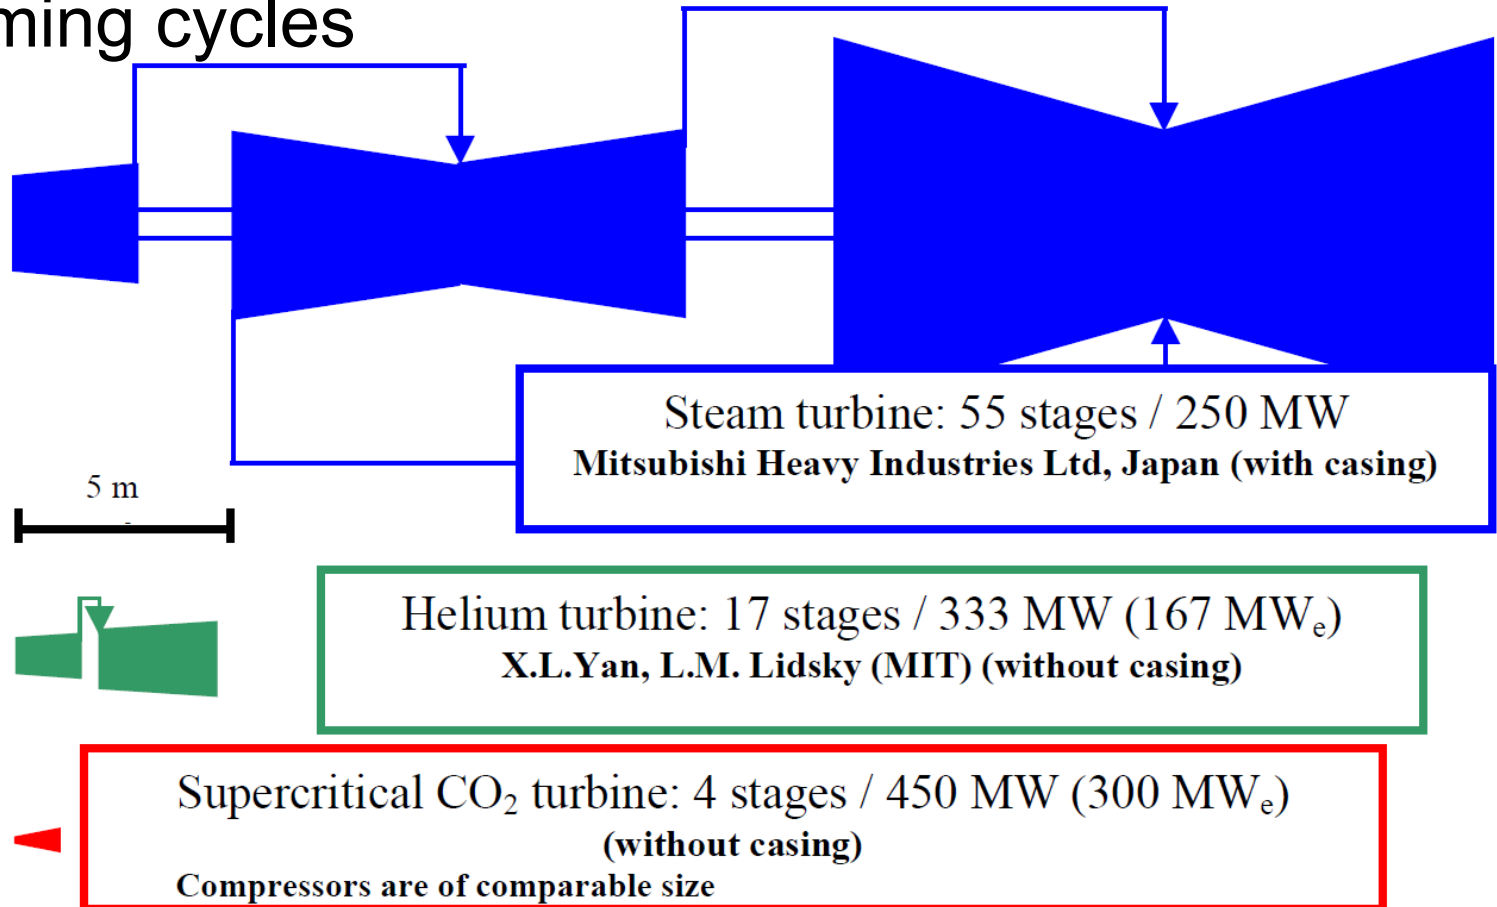 ming cycles
Steam turbine: 55 stages / 250 MW
Mitsubishi Heavy Industries Ltd, Japan (with casing)
5 m
Helium turbine: 17 stages / 333 MW (167 MWₑ)
X.L.Yan, L.M. Lidsky (MIT) (without casing)
Supercritical CO₂ turbine: 4 stages / 450 MW (300 MWₑ)
(without casing)
Compressors are of comparable size